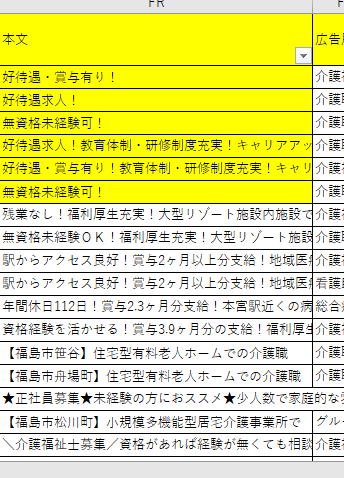 FR
本文
広告
好待遇・賞与有り！
介護
好待遇求人！
介護
無資格未経験可！
介護職
好待遇求人！教育体制・研修制度充実！キャリアアッ
介護
好待遇・賞与有り！教育体制・研修制度充実！キャリ
介護
無資格未経験可！
介護職
残業なし！福利厚生充実！大型リゾート施設内施設で
介護
無資格未経験ＯＫ！福利厚生充実！大型リゾート施設
介護職
駅からアクセス良好！賞与2ヶ月以上分支給！地域医
介護
駅からアクセス良好！賞与2ヶ月以上分支給！地域医
看護
年間休日112日！賞与2.3ヶ月分支給！本宮駅近くの病
総合
資格経験を活かせる！賞与3.9ヶ月分の支給！福利厚生
介護
【福島市笹谷】住宅型有料老人ホームでの介護職
介護職
【福島市舟場町】住宅型有料老人ホームでの介護職
介護職
★正社員募集★未経験の方におススメ★少人数で家庭的な
【福島市松川町】小規模多機能型居宅介護事業所で
グルー
＼介護福祉士募集／資格があれば経験が無くても相談
介護